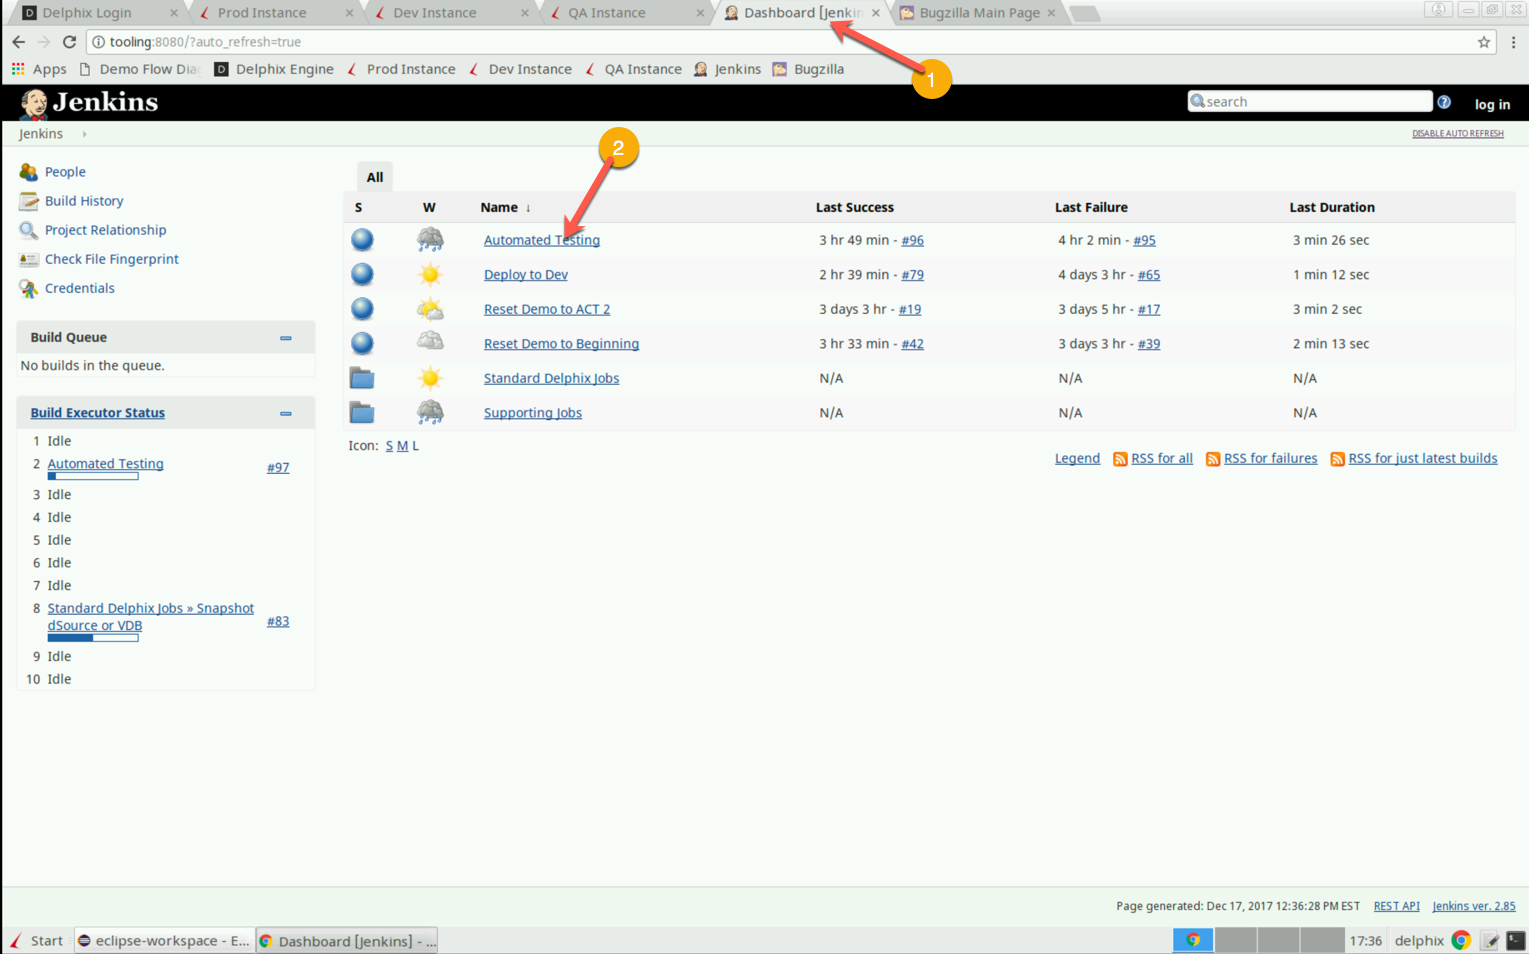 Delphix Login
Prod Instance
Dev Instance
QA Instance
Dashboard [Jenkin
Bugzilla Main Page
tooling:8080/?auto_refresh=true
Apps
Demo Flow Dia
Delphix Engine
Prod Instance
Dev Instance
QA Instance
Jenkins
Bugzilla
1
Jenkins
search
log in
Jenkins
DISABLE AUTO REFRESH
2
People
Build History
Project Relationship
Check File Fingerprint
Credentials
Build Queue
No builds in the queue.
Build Executor Status
1 Idle
2 Automated Testing #97
3 Idle
4 Idle
5 Idle
6 Idle
7 Idle
8 Standard Delphix Jobs » Snapshot
dSource or VDB #83
9 Idle
10 Idle
All
S W Name ↓ Last Success Last Failure Last Duration
Automated Testing 3 hr 49 min - #96 4 hr 2 min - #95 3 min 26 sec
Deploy to Dev 2 hr 39 min - #79 4 days 3 hr - #65 1 min 12 sec
Reset Demo to ACT 2 3 days 3 hr - #19 3 days 5 hr - #17 3 min 2 sec
Reset Demo to Beginning 3 hr 33 min - #42 3 days 3 hr - #39 2 min 13 sec
Standard Delphix Jobs N/A N/A N/A
Supporting Jobs N/A N/A N/A
Icon: S M L
Legend RSS for all RSS for failures RSS for just latest builds
Page generated: Dec 17, 2017 12:36:28 PM EST REST API Jenkins ver. 2.85
Start
eclipse-workspace - E...
Dashboard [Jenkins] - ...
17:36
delphix